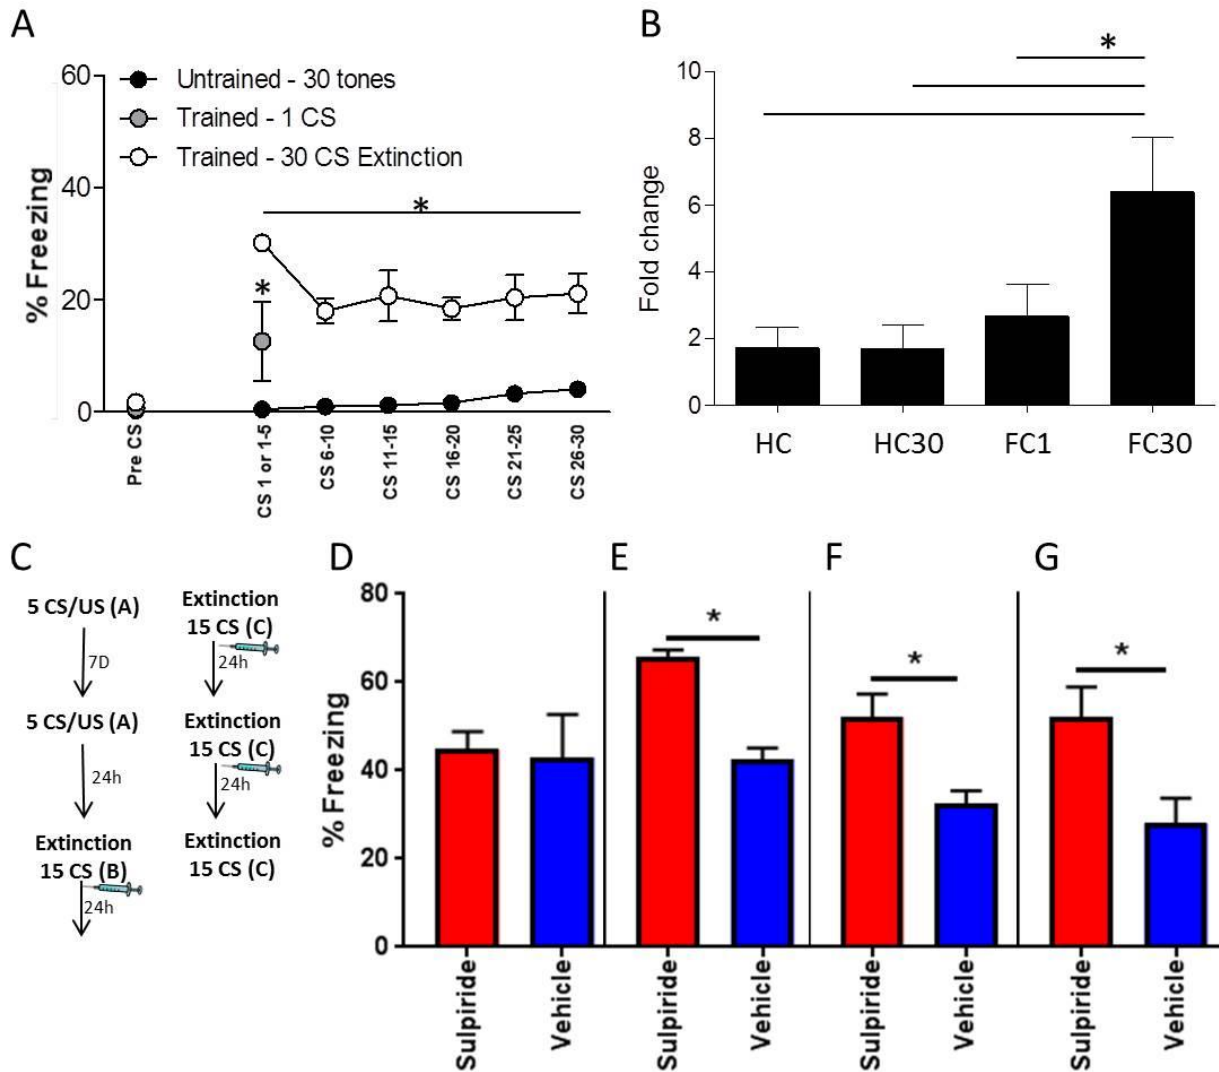 A
Untrained - 30 tones
Trained - 1 CS
Trained - 30 CS Extinction
% Freezing
60
40
20
0
*
*
Pre CS
CS 1 or 1-5
CS 6-10
CS 11-15
CS 16-20
CS 21-25
CS 26-30
B
*
Fold change
10
8
6
4
2
0
HC
HC30
FC1
FC30
C
5 CS/US (A)
7D
5 CS/US (A)
24h
Extinction
15 CS (B)
24h
Extinction
15 CS (C)
24h
Extinction
15 CS (C)
24h
Extinction
15 CS (C)
D
E
F
G
% Freezing
80
60
40
20
0
*
*
*
Sulpiride
Vehicle
Sulpiride
Vehicle
Sulpiride
Vehicle
Sulpiride
Vehicle